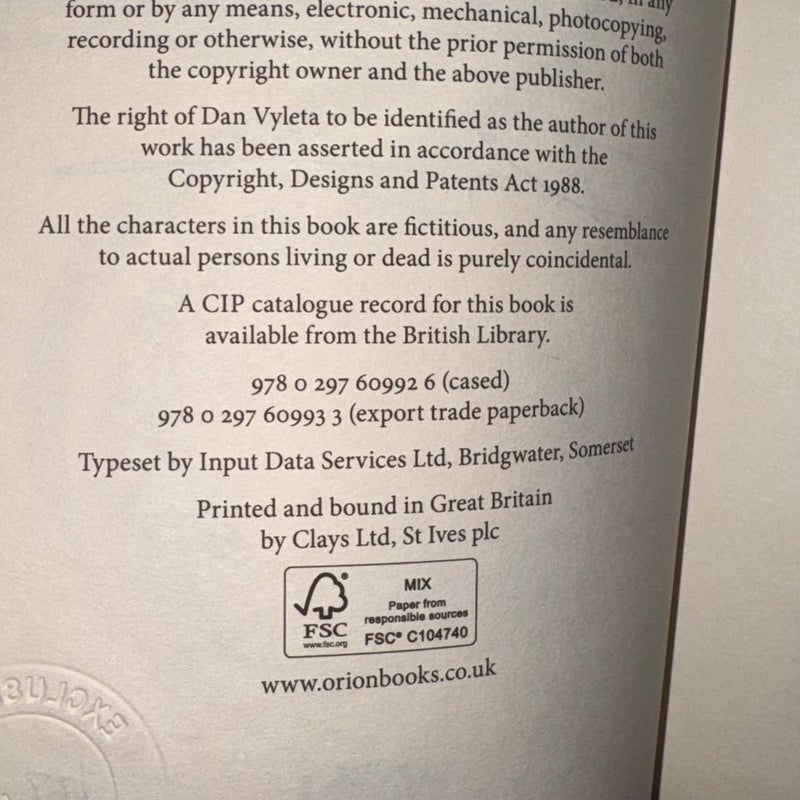 in any
form or by any means, electronic, mechanical, photocopying,
recording or otherwise, without the prior permission of both
the copyright owner and the above publisher.
The right of Dan Vyleta to be identified as the author of this
work has been asserted in accordance with the
Copyright, Designs and Patents Act 1988.
All the characters in this book are fictitious, and any resemblance
to actual persons living or dead is purely coincidental.
A CIP catalogue record for this book is
available from the British Library.
978 0 297 60992 6 (cased)
978 0 297 60993 3 (export trade paperback)
Typeset by Input Data Services Ltd, Bridgwater, Somerset
Printed and bound in Great Britain
by Clays Ltd, St Ives plc
FSC
www.fsc.org
MIX
Paper from
responsible sources
FSC® C104740
www.orionbooks.co.uk